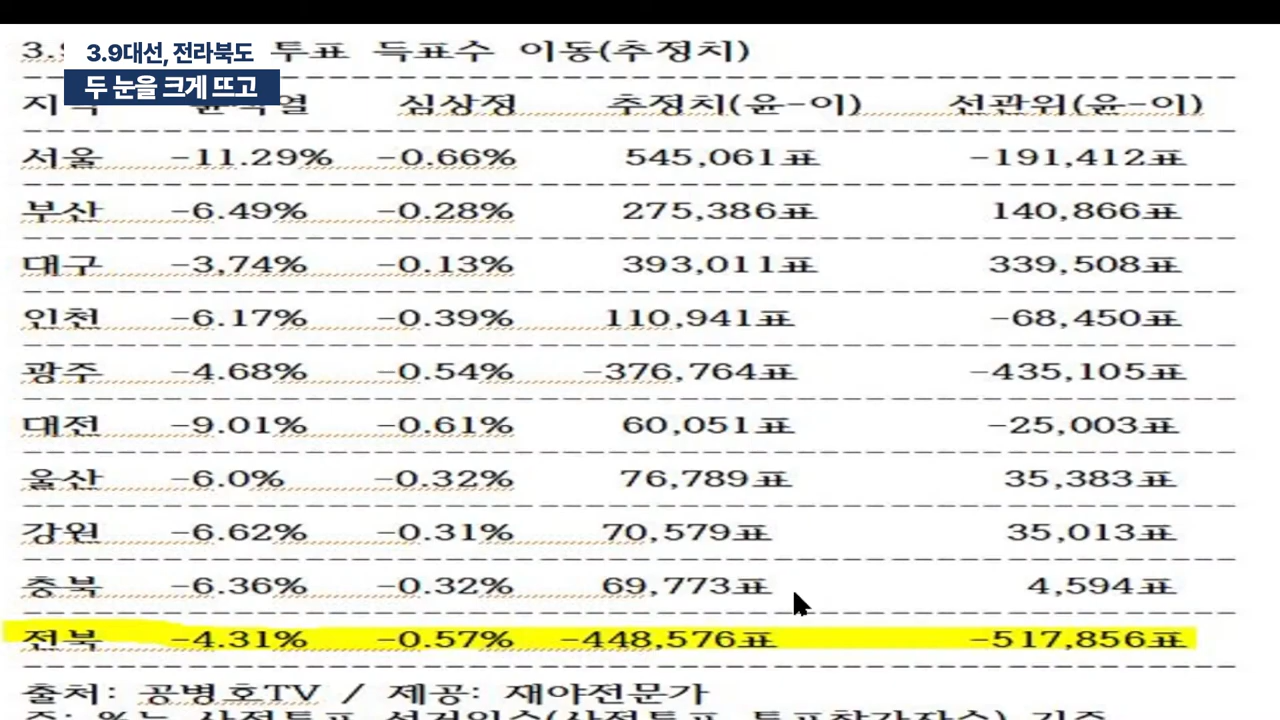 3.9대선, 전라북도
두 눈을 크게 뜨고
투표 득표수 이동(추정치)
심상정 추정치(윤-이) 선관위(윤-이)
서울 -11.29% -0.66% 545,061표 -191,412표
부산 -6.49% -0.28% 275,386표 140,866표
대구 -3,74% -0.13% 393,011표 339,508표
인천 -6.17% -0.39% 110,941표 -68,450표
광주 -4.68% -0.54% -376,764표 -435,105표
대전 -9.01% -0.61% 60,051표 -25,003표
울산 -6.0% -0.32% 76,789표 35,383표
강원 -6.62% -0.31% 70,579표 35,013표
충북 -6.36% -0.32% 69,773표 4,594표
전북 -4.31% -0.57% -448,576표 -517,856표
출처: 공병호TV / 제공: 재야전문가